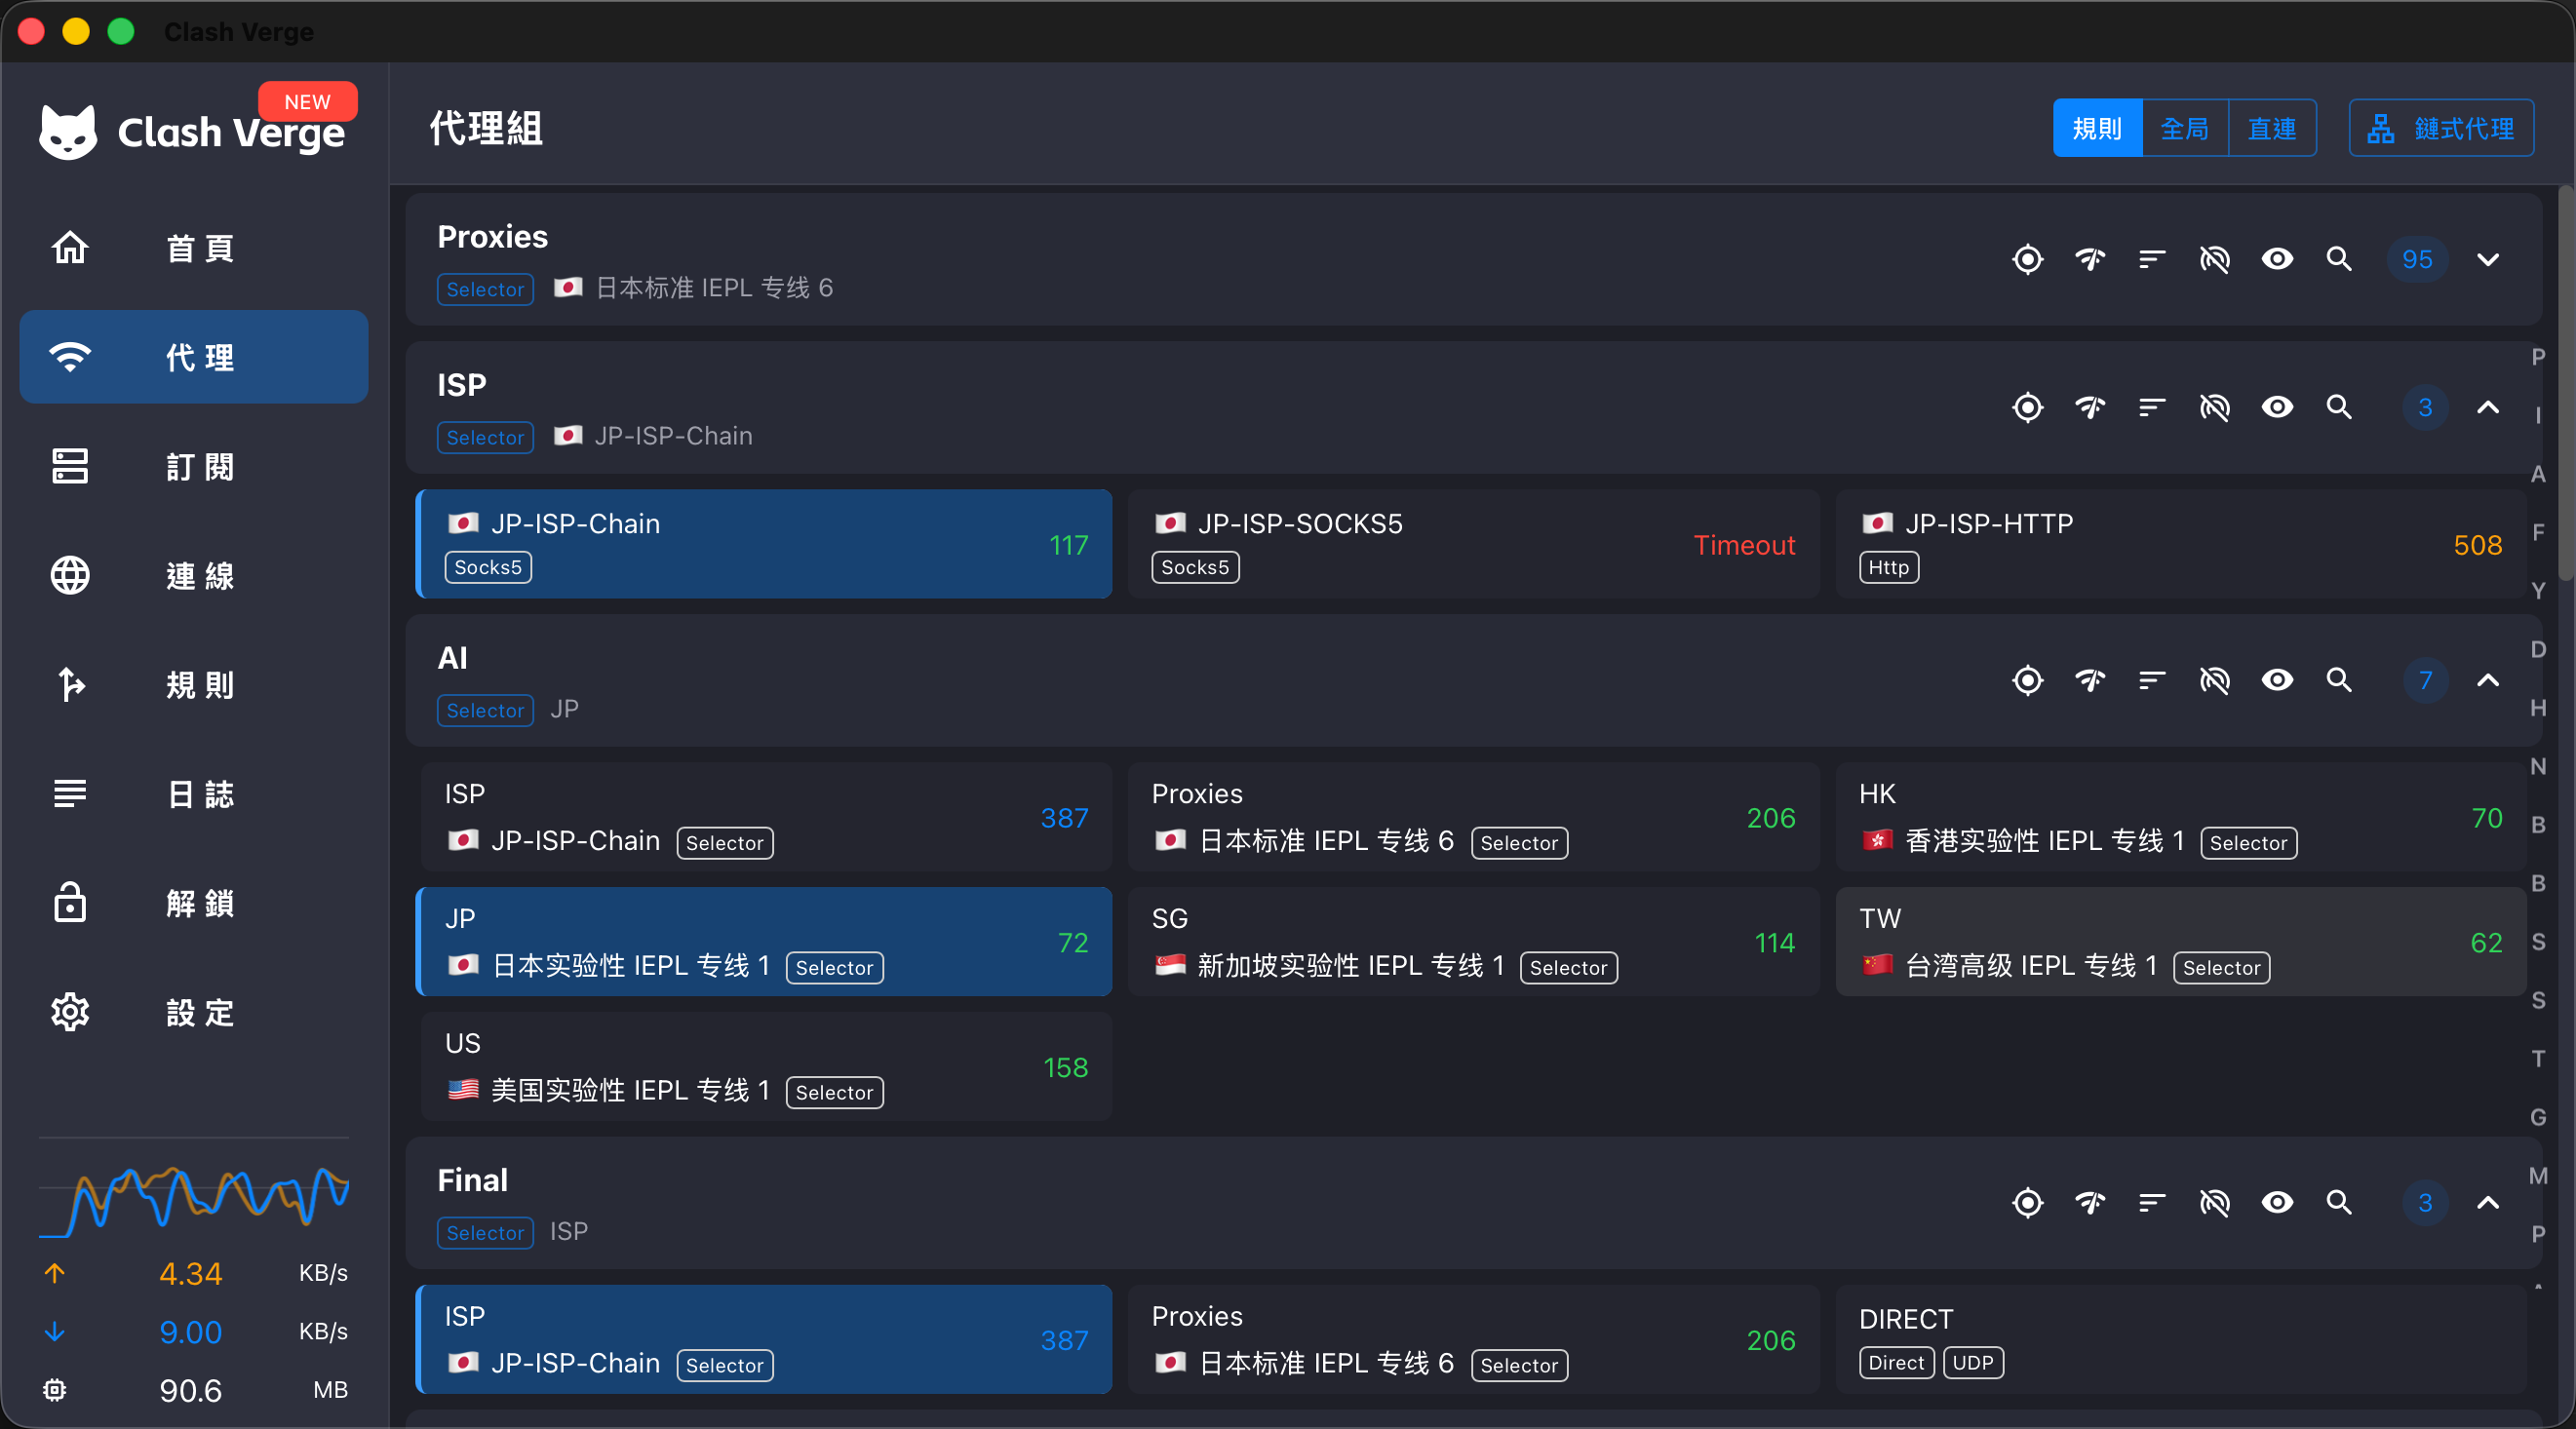 Clash Verge
NEW
Clash Verge
首頁
代理
訂閱
連線
規則
日誌
解鎖
設定
4.34 KB/s
9.00 KB/s
90.6 MB
代理組
規則 全局 直連 鏈式代理
Proxies
Selector 日本标准 IEPL 专线 6
95
ISP
Selector JP-ISP-Chain
3
JP-ISP-Chain
Socks5
117
JP-ISP-SOCKS5
Socks5
Timeout
JP-ISP-HTTP
Http
508
AI
Selector JP
7
ISP
JP-ISP-Chain Selector
387
Proxies
日本标准 IEPL 专线 6 Selector
206
HK
香港实验性 IEPL 专线 1 Selector
70
JP
日本实验性 IEPL 专线 1 Selector
72
SG
新加坡实验性 IEPL 专线 1 Selector
114
TW
台湾高级 IEPL 专线 1 Selector
62
US
美国实验性 IEPL 专线 1 Selector
158
Final
Selector ISP
3
ISP
JP-ISP-Chain Selector
387
Proxies
日本标准 IEPL 专线 6 Selector
206
DIRECT
Direct UDP
P
I
A
F
Y
D
H
N
B
B
S
S
T
G
M
P